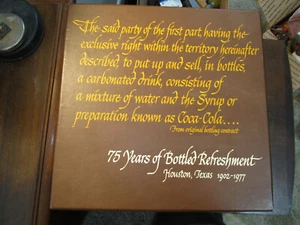 The said party of the first part having the
exclusive right within the territory hereinafter
described, to put up and sell, in bottles,
a carbonated drink, consisting of
a mixture of water and the Syrup or
preparation known as Coca-Cola....
From original bottling contract
75 Years of Bottled Refreshment
Houston, Texas 1902-1977